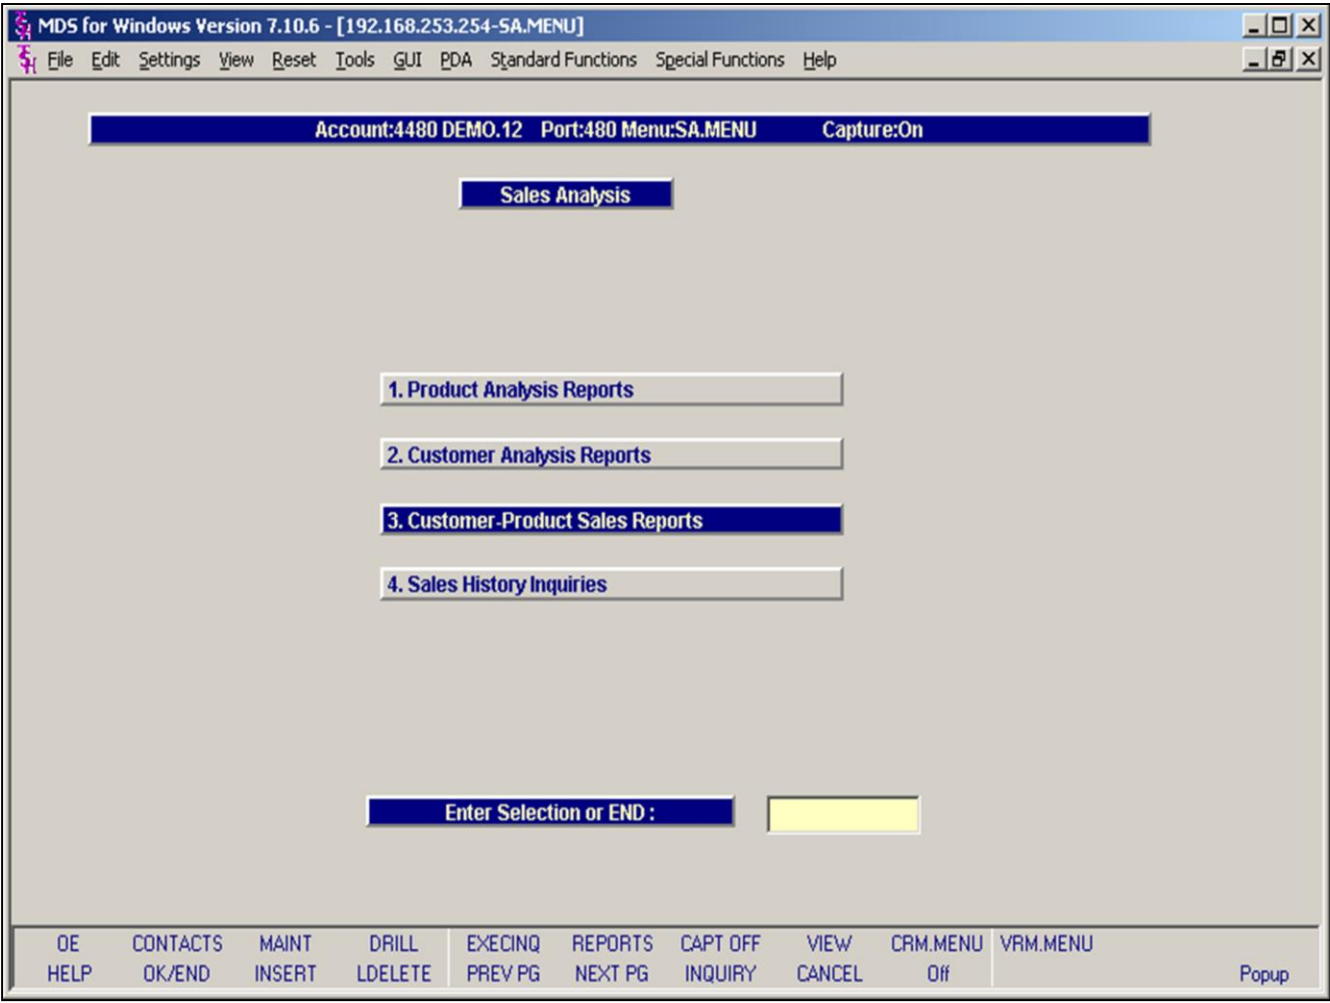 MDS for Windows Version 7.10.6 - [192.168.253.254-SA.MENU]
File Edit Settings View Reset Tools GUI PDA Standard Functions Special Functions Help
Account:4480 DEMO.12 Port:480 Menu:SA.MENU Capture:On
Sales Analysis
1. Product Analysis Reports
2. Customer Analysis Reports
3. Customer-Product Sales Reports
4. Sales History Inquiries
Enter Selection or END :
OE CONTACTS MAINT DRILL EXECINQ REPORTS CAPT OFF VIEW CRM.MENU VRM.MENU
HELP OK/END INSERT LDELETE PREV PG NEXT PG INQUIRY CANCEL Off Popup